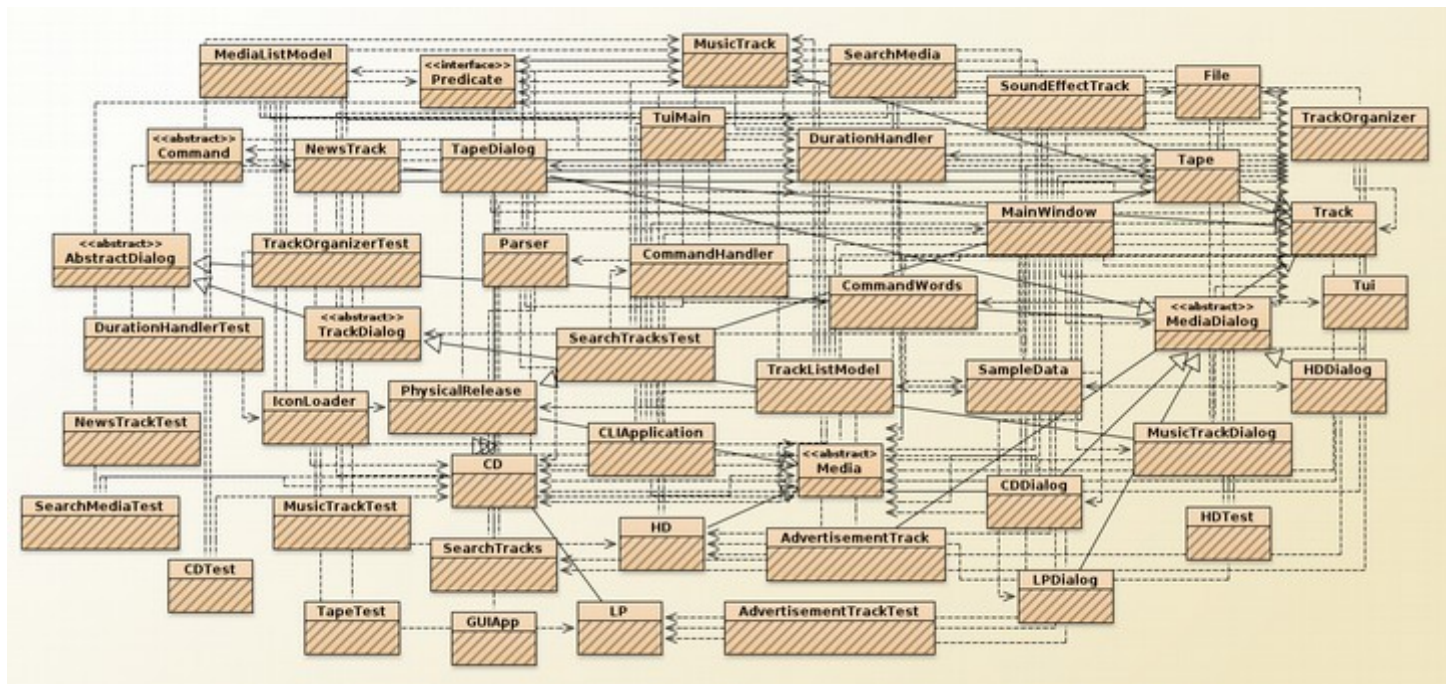 MusicTrack
MediaListModel
SearchMedia
<<interface>>
Predicate
File
SoundEffectTrack
TuiMain
TrackOrganizer
<<abstract>>
Command
NewsTrack
TapeDialog
DurationHandler
Tape
MainWindow
Track
<<abstract>>
AbstractDialog
TrackOrganizerTest
Parser
CommandHandler
CommandWords
Tui
<<abstract>>
MediaDialog
<<abstract>>
TrackDialog
DurationHandlerTest
SearchTracksTest
TrackListModel
SampleData
HDDialog
PhysicalRelease
IconLoader
NewsTrackTest
CLIApplication
MusicTrackDialog
<<abstract>
Media
CD
CDDialog
SearchMediaTest
MusicTrackTest
HD
HDTest
AdvertisementTrack
SearchTracks
CDTest
LPDialog
TapeTest
GUIApp
LP
AdvertisementTrackTest